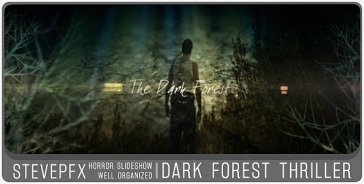 The Dark Forest
STEVEPFX HORROR SLIDESHOW WELL ORGANIZED | DARK FOREST THRILLER